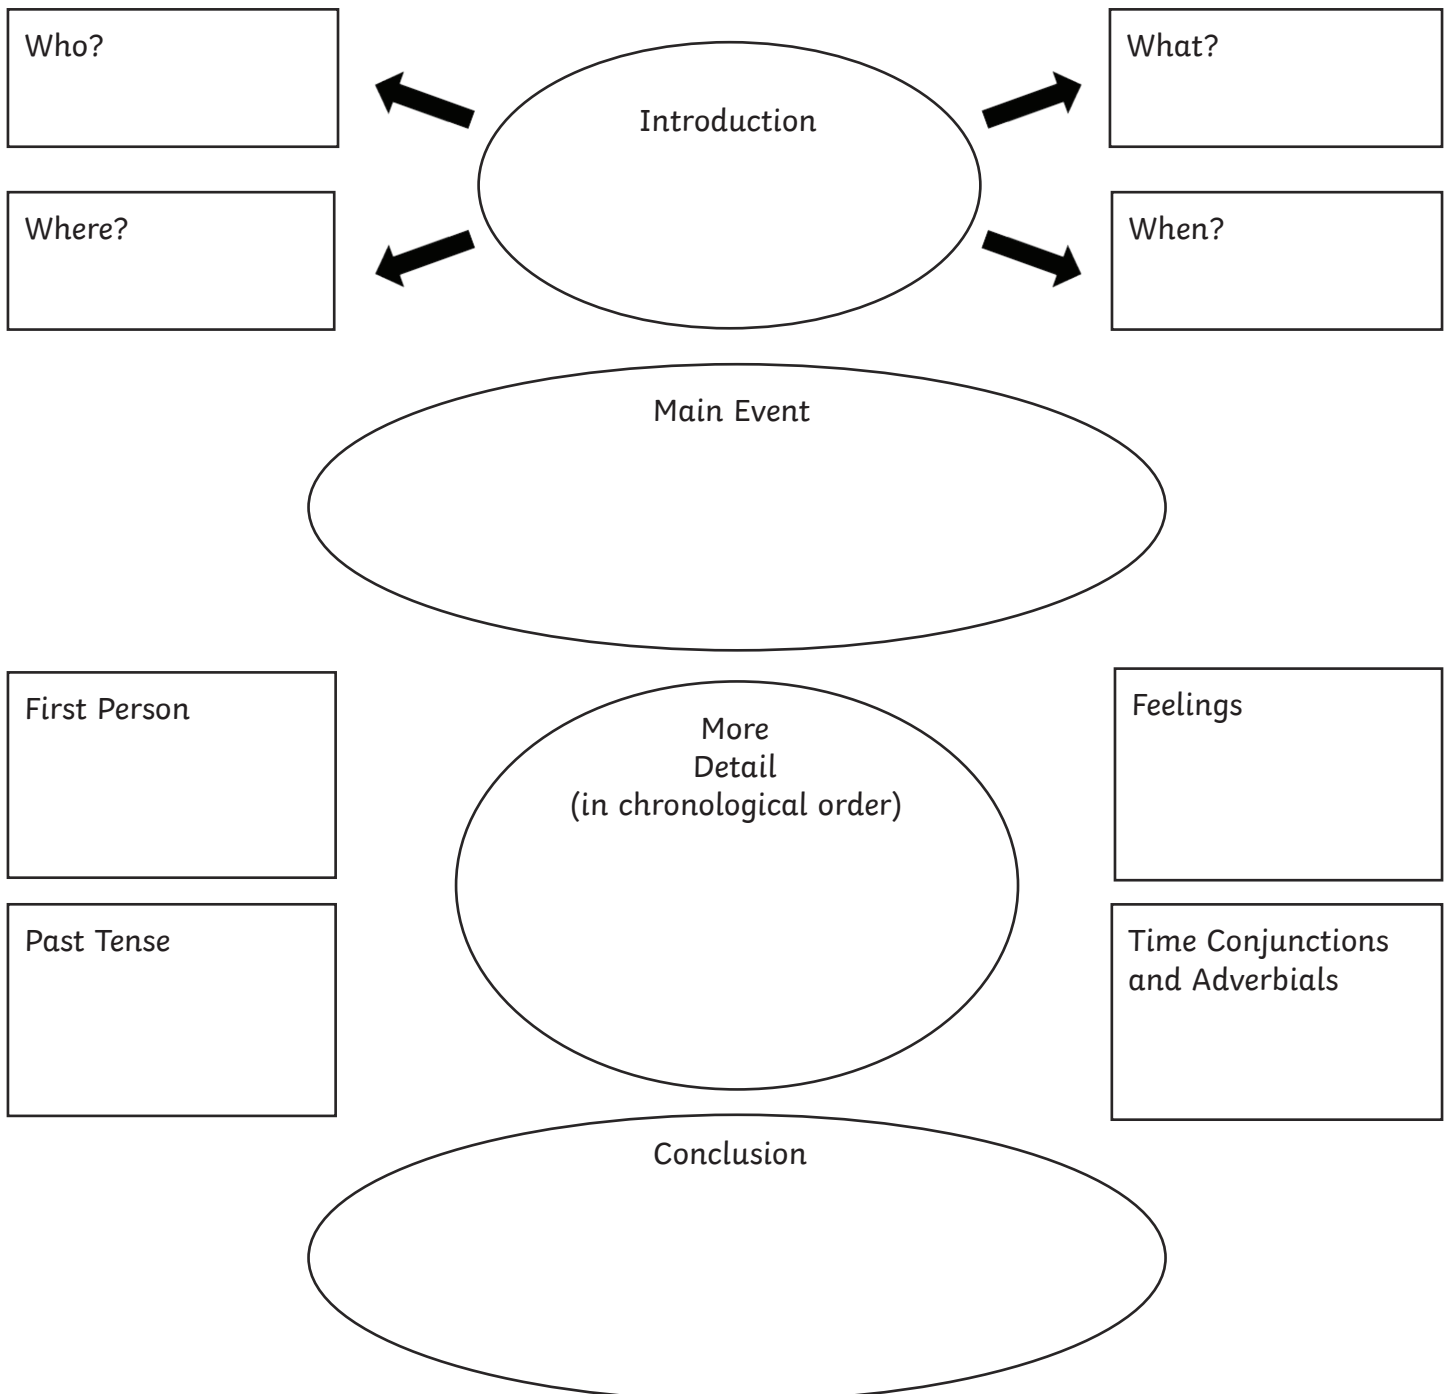 Who?
Introduction
What?
Where?
When?
Main Event
First Person
More
Detail
(in chronological order)
Feelings
Past Tense
Time Conjunctions
and Adverbials
Conclusion